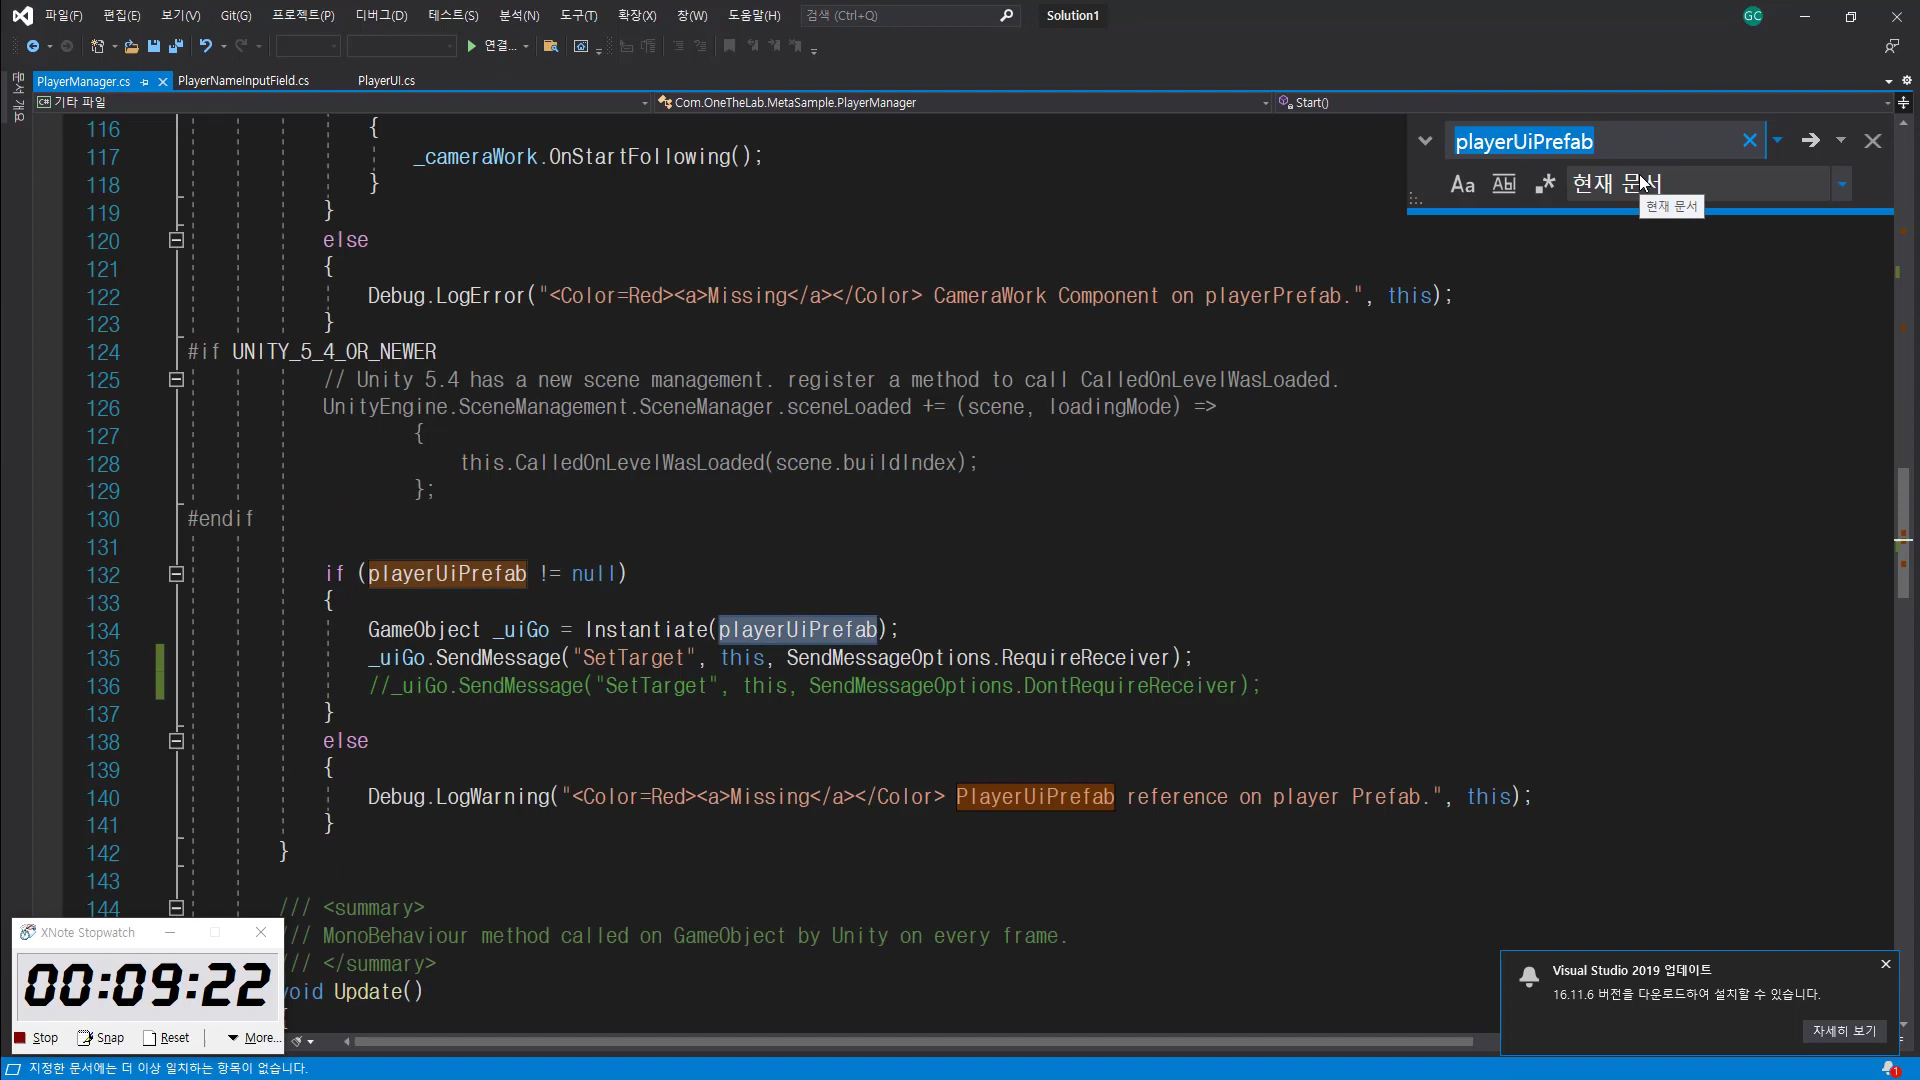 파일(F) 편집(E) 보기(V) Git(G) 프로젝트(P) 디버그(D) 테스트(S) 분석(N) 도구(T) 확장(X) 창(W) 도움말(H) 검색 (Ctrl+Q) Solution1 GC
연결...
문서 개요
PlayerManager.cs PlayerNameInputField.cs PlayerUI.cs
C# 기타 파일 Com.OneTheLab.MetaSample.PlayerManager Start()
playerUiPrefab
Aa Abl .* 현재 문서
현재 문서
116 {
117 _cameraWork.OnStartFollowing();
118 }
119 }
120 else
121 {
122 Debug.LogError("<Color=Red><a>Missing</a></Color> CameraWork Component on playerPrefab.", this);
123 }
124 #if UNITY_5_4_OR_NEWER
125 // Unity 5.4 has a new scene management. register a method to call CalledOnLevelWasLoaded.
126 UnityEngine.SceneManagement.SceneManager.sceneLoaded += (scene, loadingMode) =>
127 {
128 this.CalledOnLevelWasLoaded(scene.buildIndex);
129 };
130 #endif
131
132 if (playerUiPrefab != null)
133 {
134 GameObject _uiGo = Instantiate(playerUiPrefab);
135 _uiGo.SendMessage("SetTarget", this, SendMessageOptions.RequireReceiver);
136 //_uiGo.SendMessage("SetTarget", this, SendMessageOptions.DontRequireReceiver);
137 }
138 else
139 {
140 Debug.LogWarning("<Color=Red><a>Missing</a></Color> PlayerUiPrefab reference on player Prefab.", this);
141 }
142 }
143
144 /// <summary>
/// MonoBehaviour method called on GameObject by Unity on every frame.
/// </summary>
void Update()
XNote Stopwatch
00:09:22
Stop Snap Reset More...
Visual Studio 2019 업데이트
16.11.6 버전을 다운로드하여 설치할 수 있습니다.
자세히 보기
지정한 문서에는 더 이상 일치하는 항목이 없습니다.
1